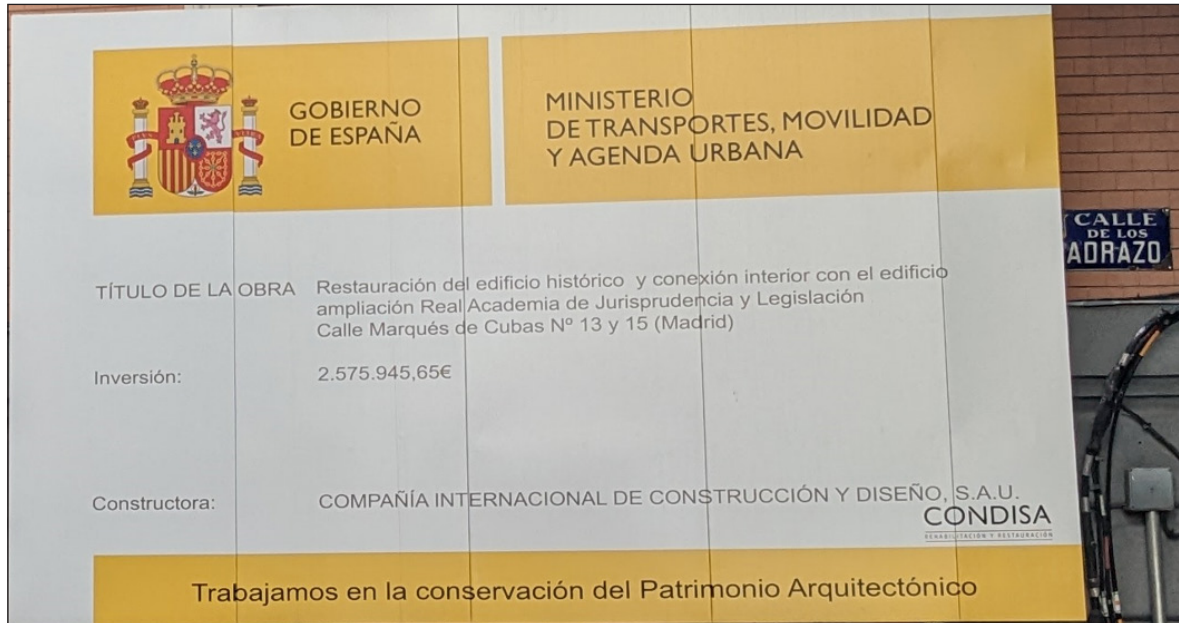 GOBIERNO
DE ESPAÑA
MINISTERIO
DE TRANSPORTES, MOVILIDAD
Y AGENDA URBANA
CALLE
DE LOS
ADRAZO
TÍTULO DE LA OBRA Restauración del edificio histórico y conexión interior con el edificio
ampliación Real Academia de Jurisprudencia y Legislación
Calle Marqués de Cubas Nº 13 y 15 (Madrid)
Inversión: 2.575.945,65€
Constructora: COMPAÑÍA INTERNACIONAL DE CONSTRUCCIÓN Y DISEÑO, S.A.U.
CONDISA
REHABILITACIÓN Y RESTAURACIÓN
Trabajamos en la conservación del Patrimonio Arquitectónico